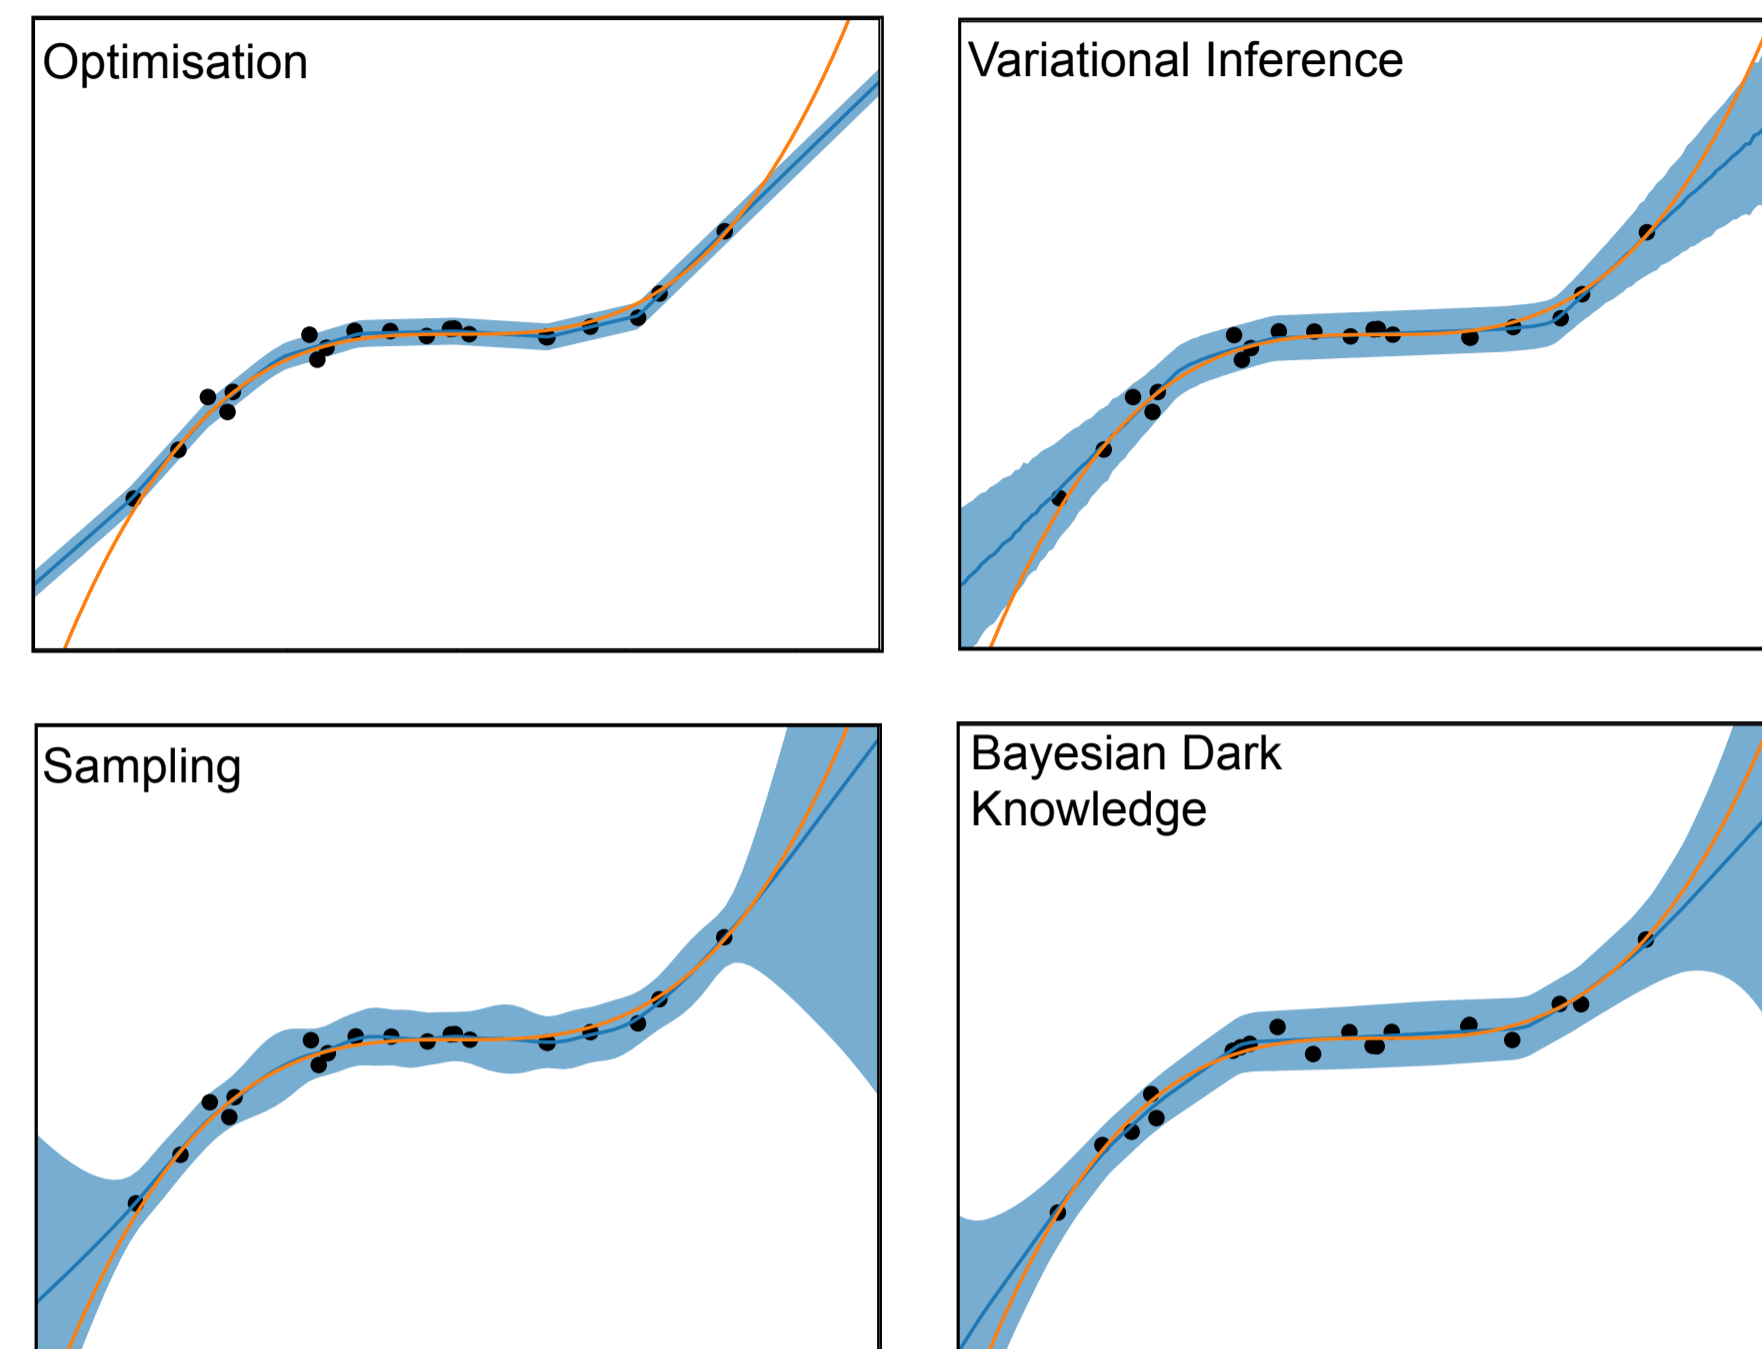 Optimisation
Variational Inference
Sampling
Bayesian Dark
Knowledge